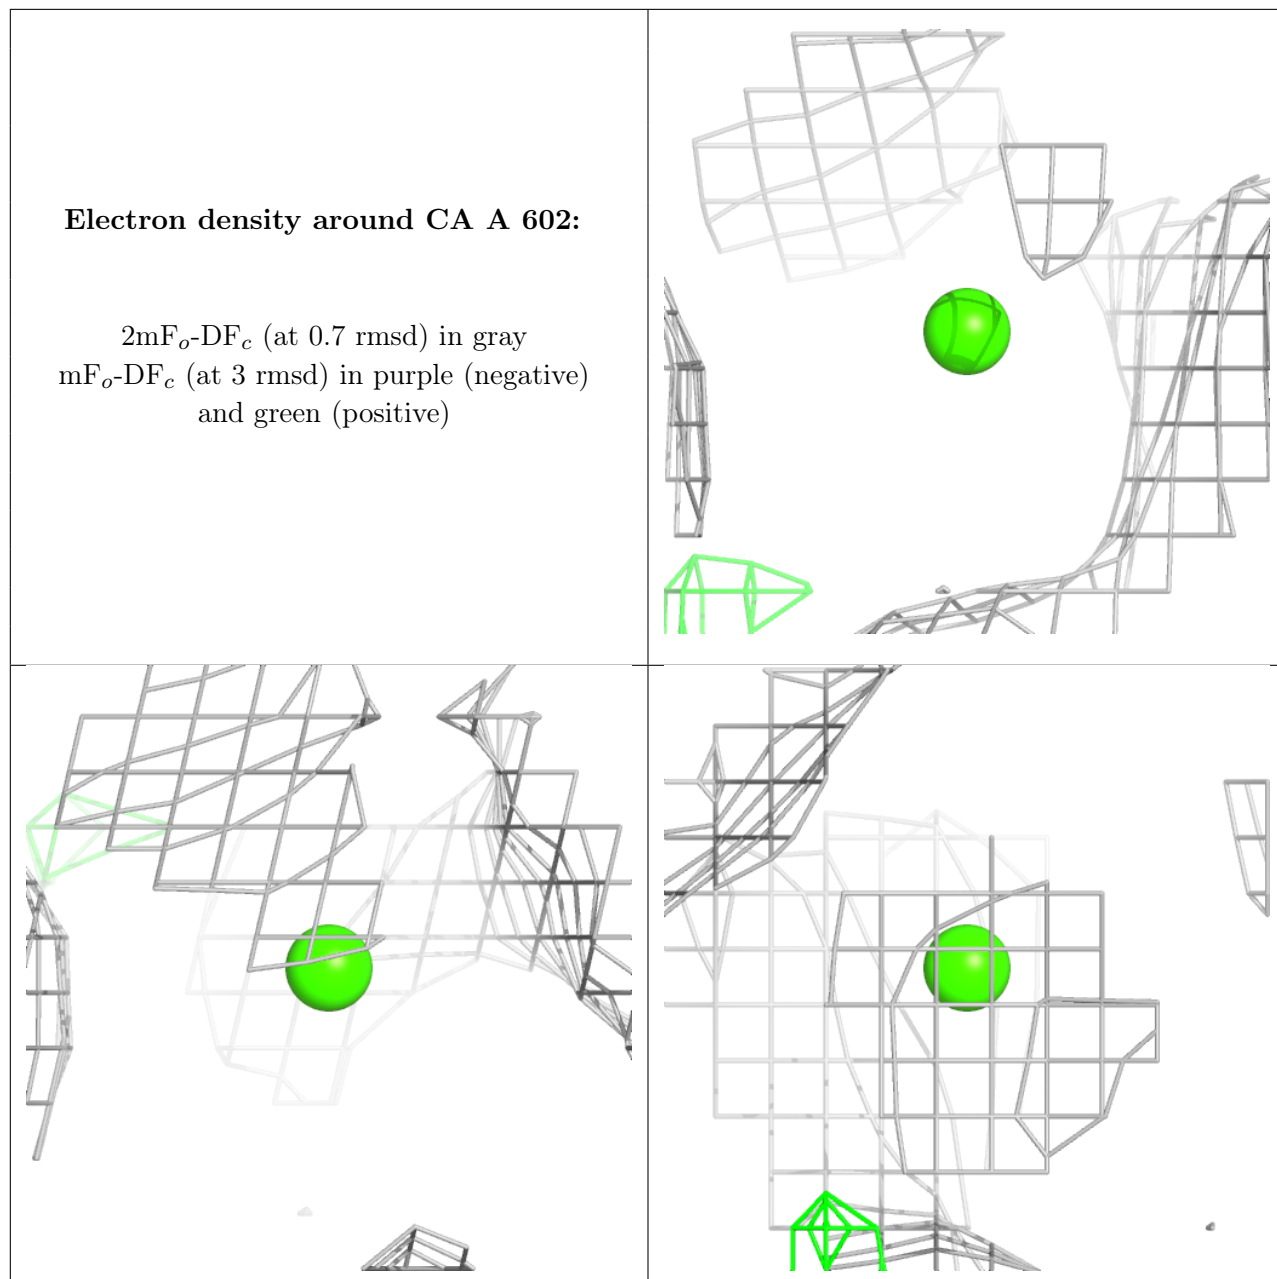 Electron density around CA A 602:
2mFo-DFc (at 0.7 rmsd) in gray
mFo-DFc (at 3 rmsd) in purple (negative)
and green (positive)